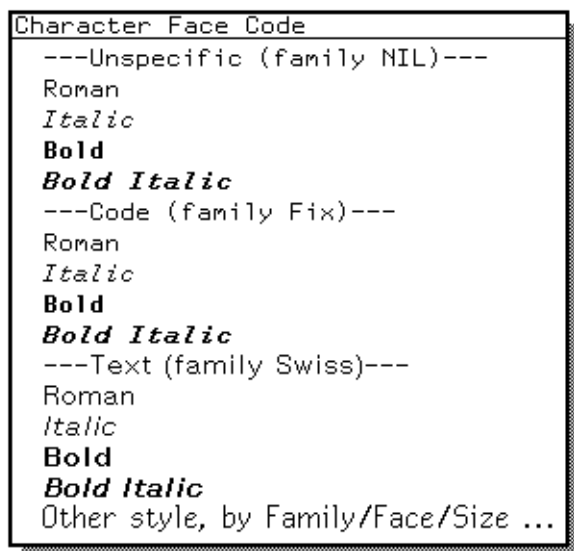 Character Face Code
---Unspecific (family NIL)---
Roman
Italic
Bold
Bold Italic
---Code (family Fix)---
Roman
Italic
Bold
Bold Italic
---Text (family Swiss)---
Roman
Italic
Bold
Bold Italic
Other style, by Family/Face/Size ...